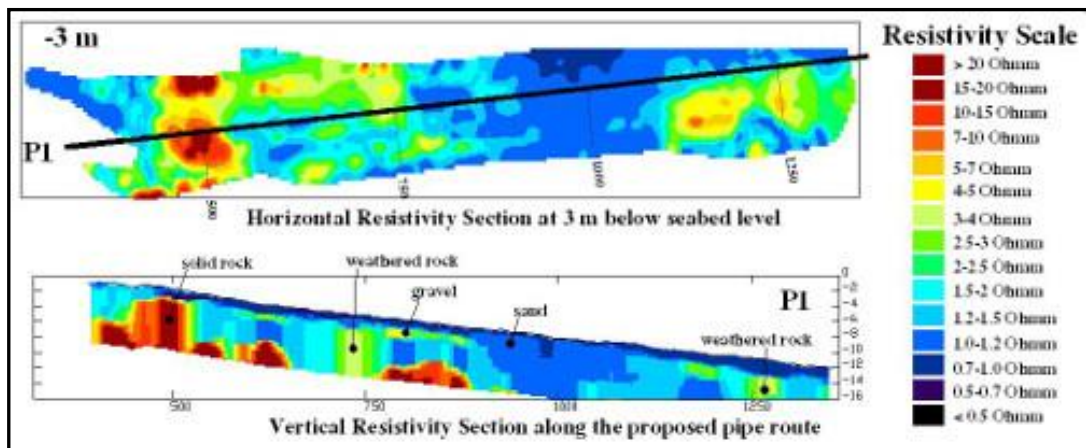 -3 m
P1
500
750
1000
1250
Horizontal Resistivity Section at 3 m below seabed level
solid rock
weathered rock
gravel
sand
weathered rock
P1
0
-2
-4
-6
-8
-10
-12
-14
-16
500
750
1000
1250
Vertical Resistivity Section along the proposed pipe route
Resistivity Scale
> 20 Ohmm
15-20 Ohmm
10-15 Ohmm
7-10 Ohmm
5-7 Ohmm
4-5 Ohmm
3-4 Ohmm
2.5-3 Ohmm
2-2.5 Ohmm
1.5-2 Ohmm
1.2-1.5 Ohmm
1.0-1.2 Ohmm
0.7-1.0 Ohmm
0.5-0.7 Ohmm
< 0.5 Ohmm